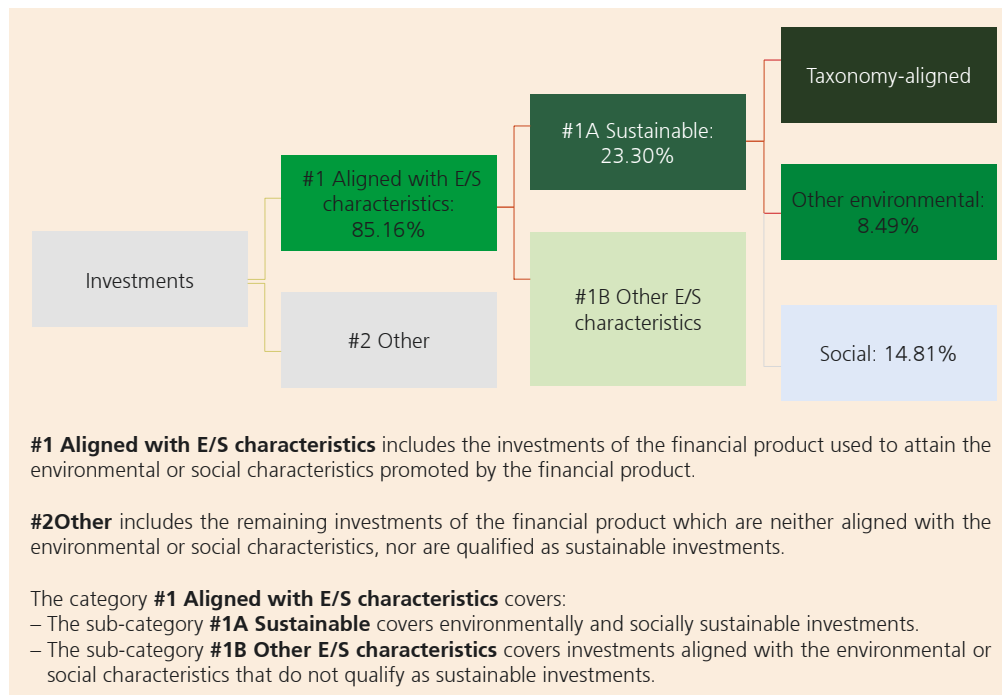 Taxonomy-aligned
#1A Sustainable:
23.30%
#1 Aligned with E/S
characteristics:
85.16%
Other environmental:
8.49%
Investments
#1B Other E/S
characteristics
#2 Other
Social: 14.81%
#1 Aligned with E/S characteristics includes the investments of the financial product used to attain the
environmental or social characteristics promoted by the financial product.
#2Other includes the remaining investments of the financial product which are neither aligned with the
environmental or social characteristics, nor are qualified as sustainable investments.
The category #1 Aligned with E/S characteristics covers:
– The sub-category #1A Sustainable covers environmentally and socially sustainable investments.
– The sub-category #1B Other E/S characteristics covers investments aligned with the environmental or
social characteristics that do not qualify as sustainable investments.